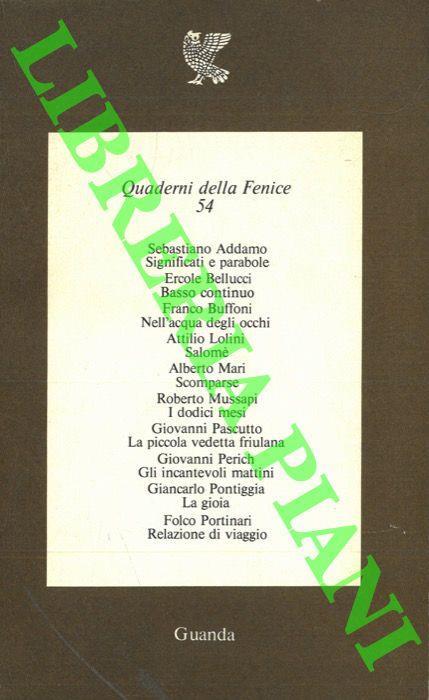 Quaderni della Fenice
54
Sebastiano Addamo
Significati e parabole
Ercole Bellucci
Basso continuo
Franco Buffoni
Nell'acqua degli occhi
Attilio Lolini
Salomè
Alberto Mari
Scomparse
Roberto Mussapi
I dodici mesi
Giovanni Pascutto
La piccola vedetta friulana
Giovanni Perich
Gli incantevoli mattini
Giancarlo Pontiggia
La gioia
Folco Portinari
Relazione di viaggio
Guanda
LIBRERIA PIANI